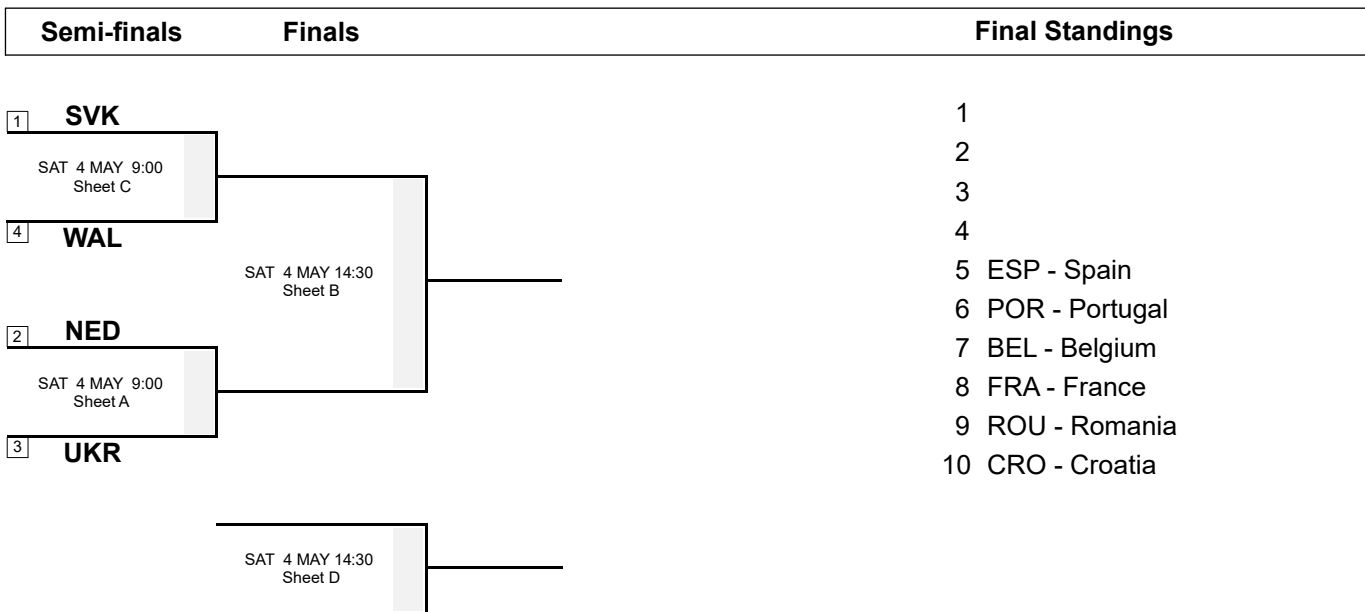 Semi-finals Finals Final Standings
1 SVK
SAT 4 MAY 9:00
Sheet C
4 WAL
SAT 4 MAY 14:30
Sheet B
2 NED
SAT 4 MAY 9:00
Sheet A
3 UKR
SAT 4 MAY 14:30
Sheet D
1
2
3
4
5 ESP - Spain
6 POR - Portugal
7 BEL - Belgium
8 FRA - France
9 ROU - Romania
10 CRO - Croatia